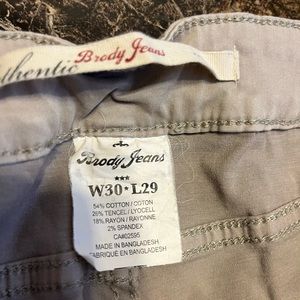 uthentic Brody Jeans
Brody Jeans
W30*L29
54% COTTON / COTON
26% TENCEL / LYOCELL
18% RAYON / RAYONNE
2% SPANDEX
CA#02595
MADE IN BANGLADESH
FABRIQUE EN BANGLADESH